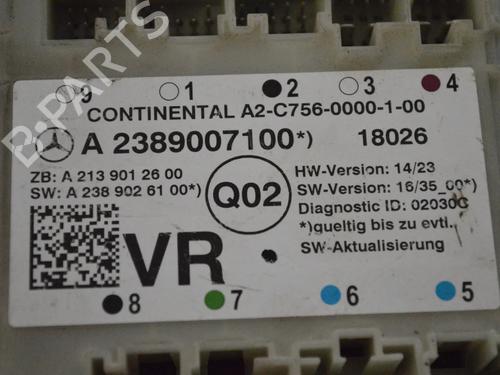 9 1 2 3 4
CONTINENTAL A2-C756-0000-1-00
A 2389007100*) 18026
ZB: A 213 901 26 00
SW: A 238 902 61 00*)
Q02
HW-Version: 14/23
SW-Version: 16/35_00*)
Diagnostic ID: 02030C
*)gueltig bis zu evtl.
SW-Aktualisierung
VR
8 7 6 5
B-PARTS